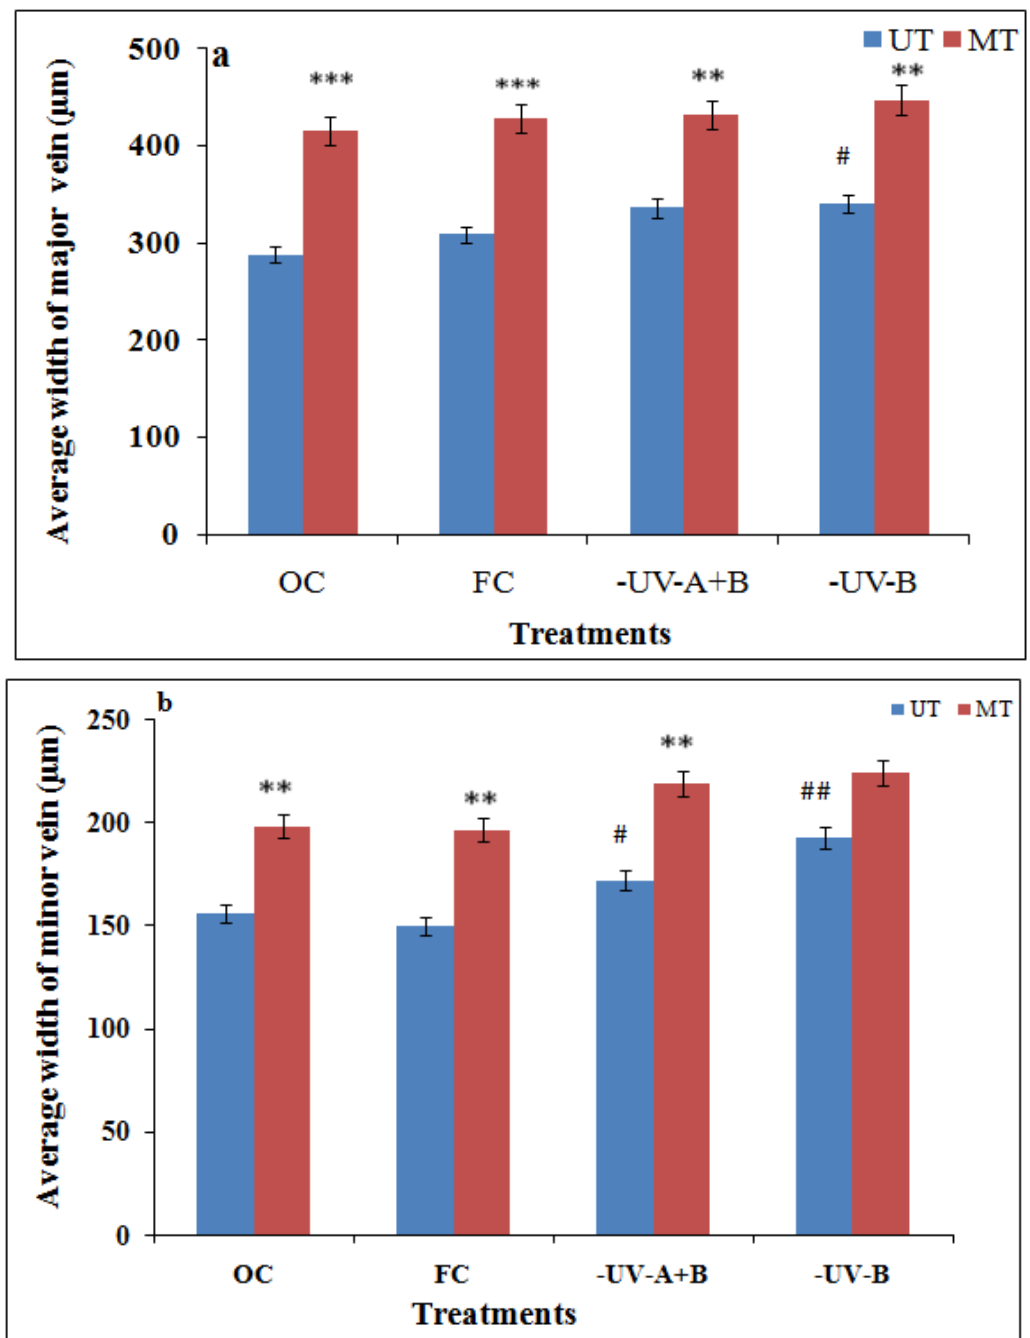 a
UT MT
Average width of major vein (µm)
500
400
300
200
100
0
*** *** ** **
#
OC FC -UV-A+B -UV-B
Treatments
b
UT MT
Average width of minor vein (µm)
250
200
150
100
50
0
** ** **
# ##
OC FC -UV-A+B -UV-B
Treatments